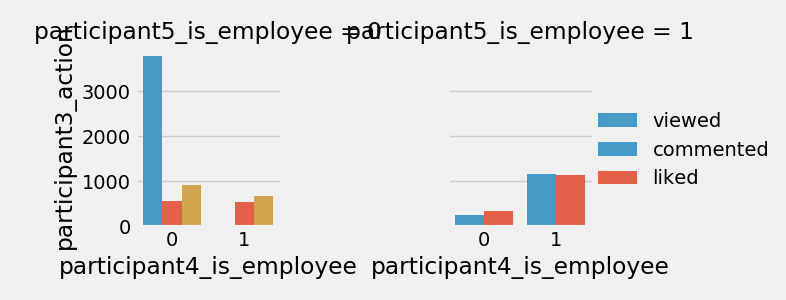 participant5_is_employee = 0
participant5_is_employee = 1
participant3_action
3000
2000
1000
0
0 1
0 1
participant4_is_employee
participant4_is_employee
viewed
commented
liked